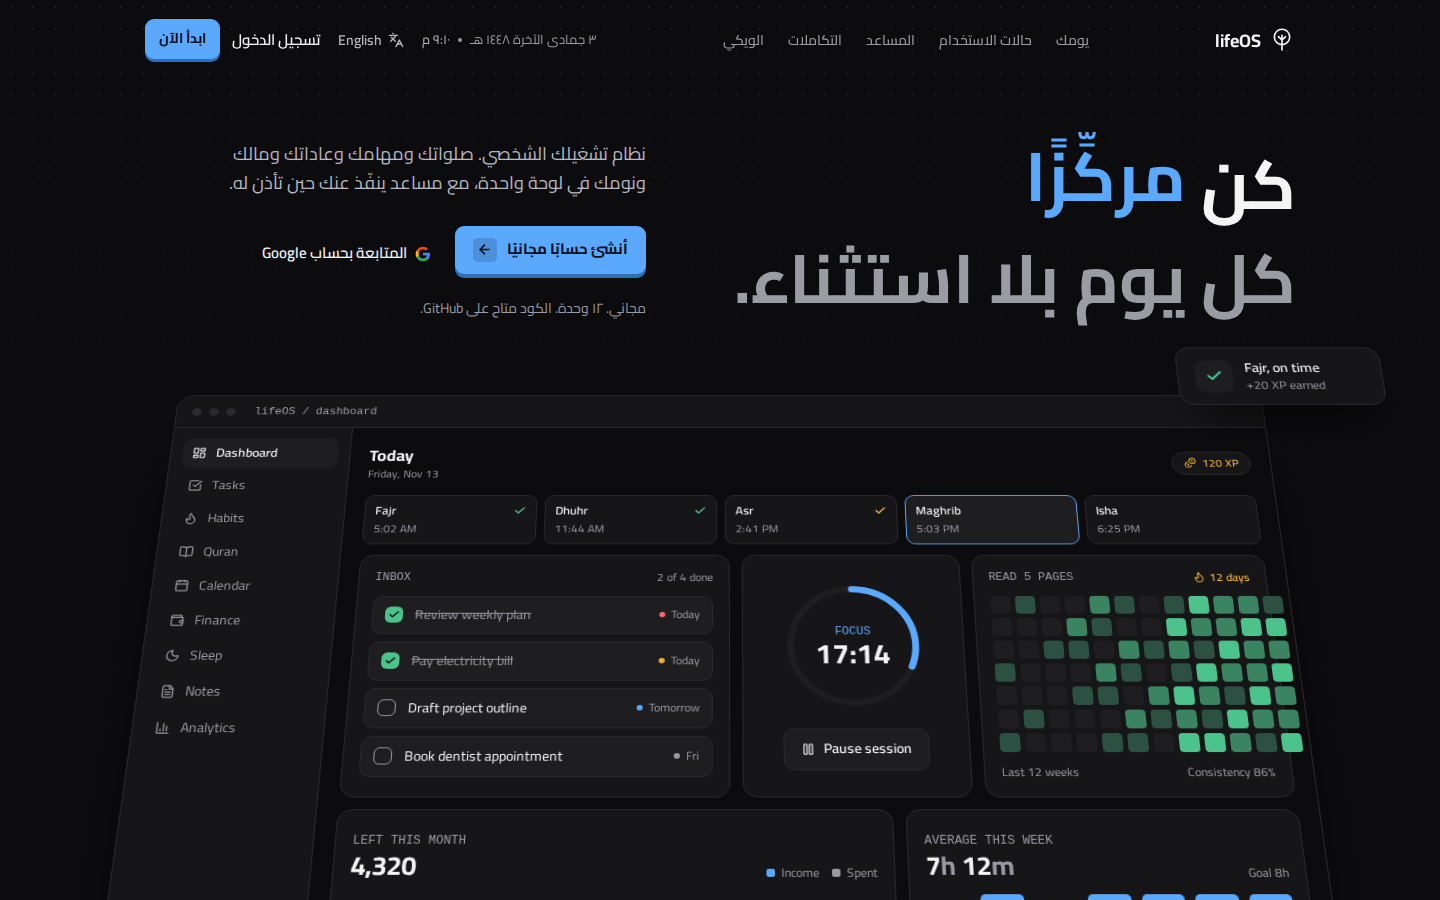 lifeOS
يومك
حالات الاستخدام
المساعد
التكاملات
الويكي
٣ جمادى الآخرة ١٤٤٨ هـ • ٩:١٠ م
English
تسجيل الدخول
ابدأ الآن
كن مركِّزًا
كل يوم بلا استثناء.
نظام تشغيلك الشخصي. صلواتك ومهامك وعاداتك ومالك
ونومك في لوحة واحدة، مع مساعد ينفّذ عنك حين تأذن له.
أنشئ حسابًا مجانيًا
المتابعة بحساب Google
مجاني. ١٢ وحدة. الكود متاح على GitHub.
Fajr, on time
+20 XP earned
lifeOS / dashboard
Dashboard
Tasks
Habits
Quran
Calendar
Finance
Sleep
Notes
Analytics
Today
Friday, Nov 13
120 XP
Fajr
5:02 AM
Dhuhr
11:44 AM
Asr
2:41 PM
Maghrib
5:03 PM
Isha
6:25 PM
INBOX
2 of 4 done
Review weekly plan
Today
Pay electricity bill
Today
Draft project outline
Tomorrow
Book dentist appointment
Fri
FOCUS
17:14
Pause session
READ 5 PAGES
12 days
Last 12 weeks
Consistency 86%
LEFT THIS MONTH
4,320
Income
Spent
AVERAGE THIS WEEK
7h 12m
Goal 8h